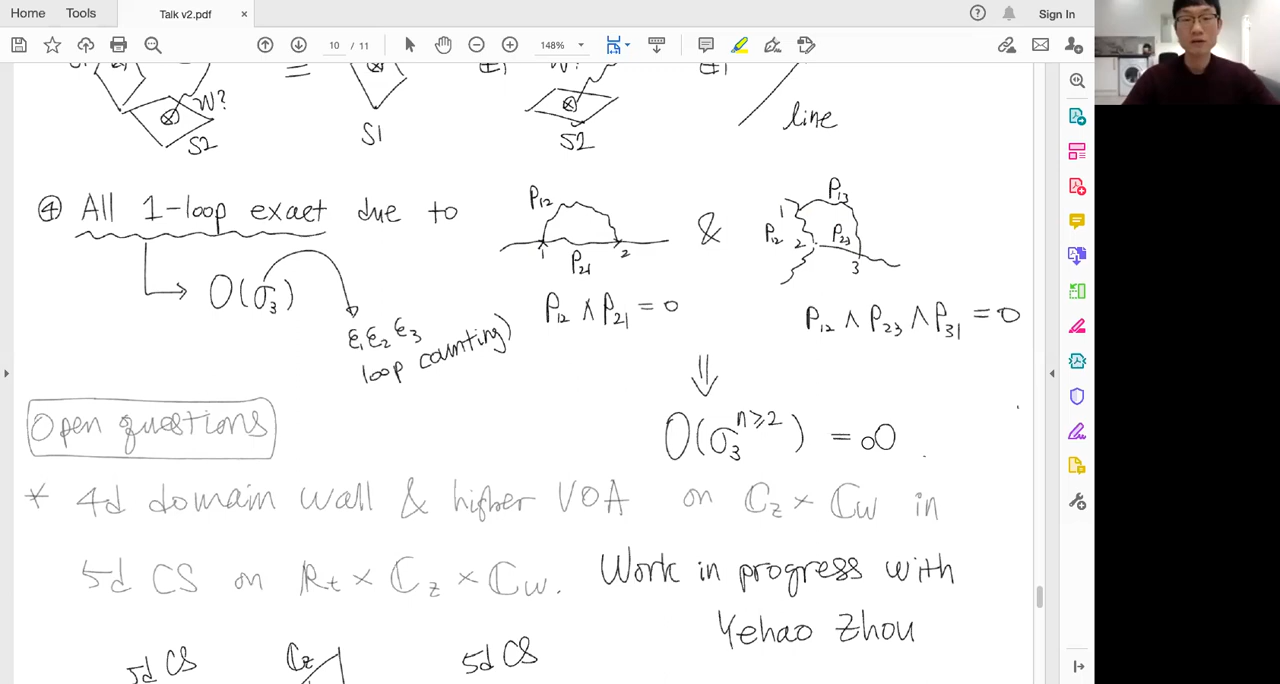 Home Tools Talk v2.pdf × Sign In
10 / 11 148%
W?
S2
=
S1
W?
S2
line
④ All 1-loop exact due to
P12
1 P21 2
&
P13
1
P12 2 P23
3
O(σ3)
ε1ε2ε3
loop counting)
P12 ∧ P21 = 0
P12 ∧ P23 ∧ P31 = 0
⇓
O(σ3^{n≥2}) = 0
Open questions
* 4d domain wall & higher VOA on ℂz × ℂw in
5d CS on ℝt × ℂz × ℂw. Work in progress with
Yehao Zhou
5d CS ℂz 5d CS